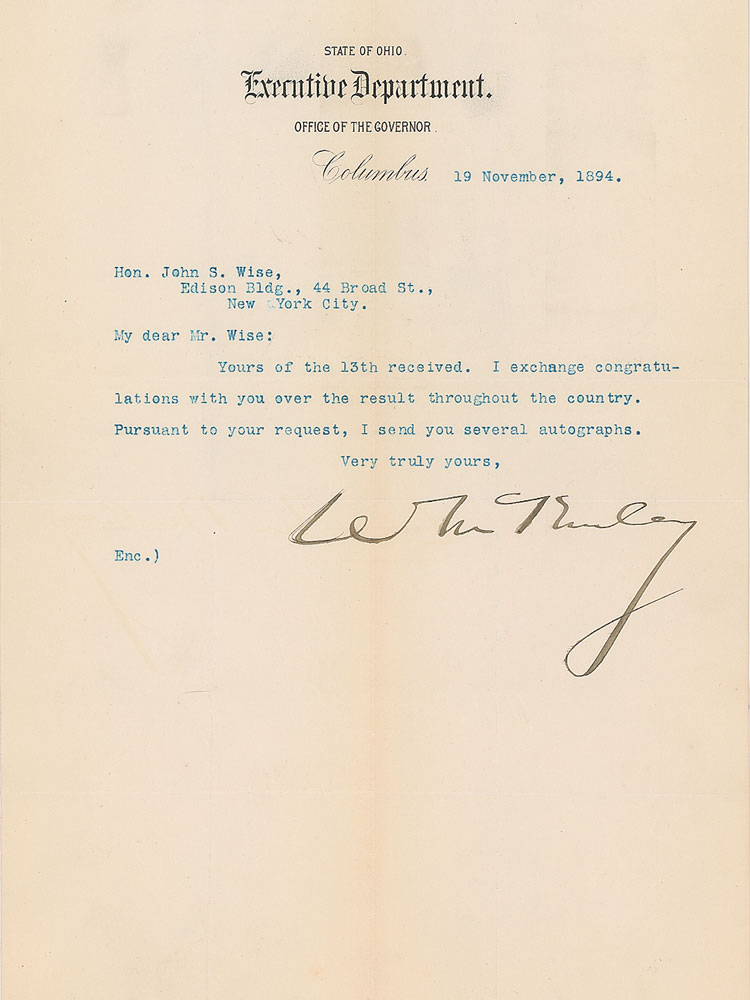 STATE OF OHIO.
Executive Department.
OFFICE OF THE GOVERNOR.
Columbus, 19 November, 1894.
Hon. John S. Wise,
Edison Bldg., 44 Broad St.,
New York City.
My dear Mr. Wise:
Yours of the 13th received. I exchange congratu-
lations with you over the result throughout the country.
Pursuant to your request, I send you several autographs.
Very truly yours,
W McKinley
Enc.)